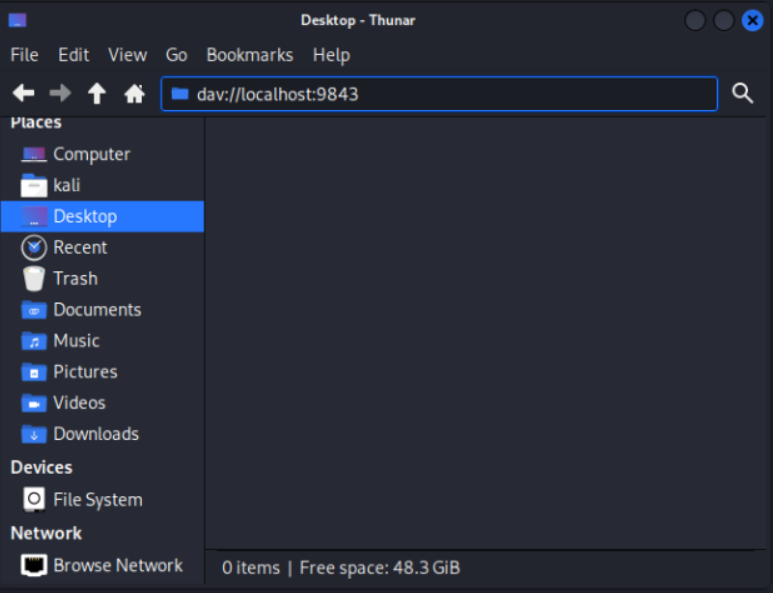 Desktop - Thunar
File Edit View Go Bookmarks Help
dav://localhost:9843
Places
Computer
kali
Desktop
Recent
Trash
Documents
Music
Pictures
Videos
Downloads
Devices
File System
Network
Browse Network
0 items | Free space: 48.3 GiB